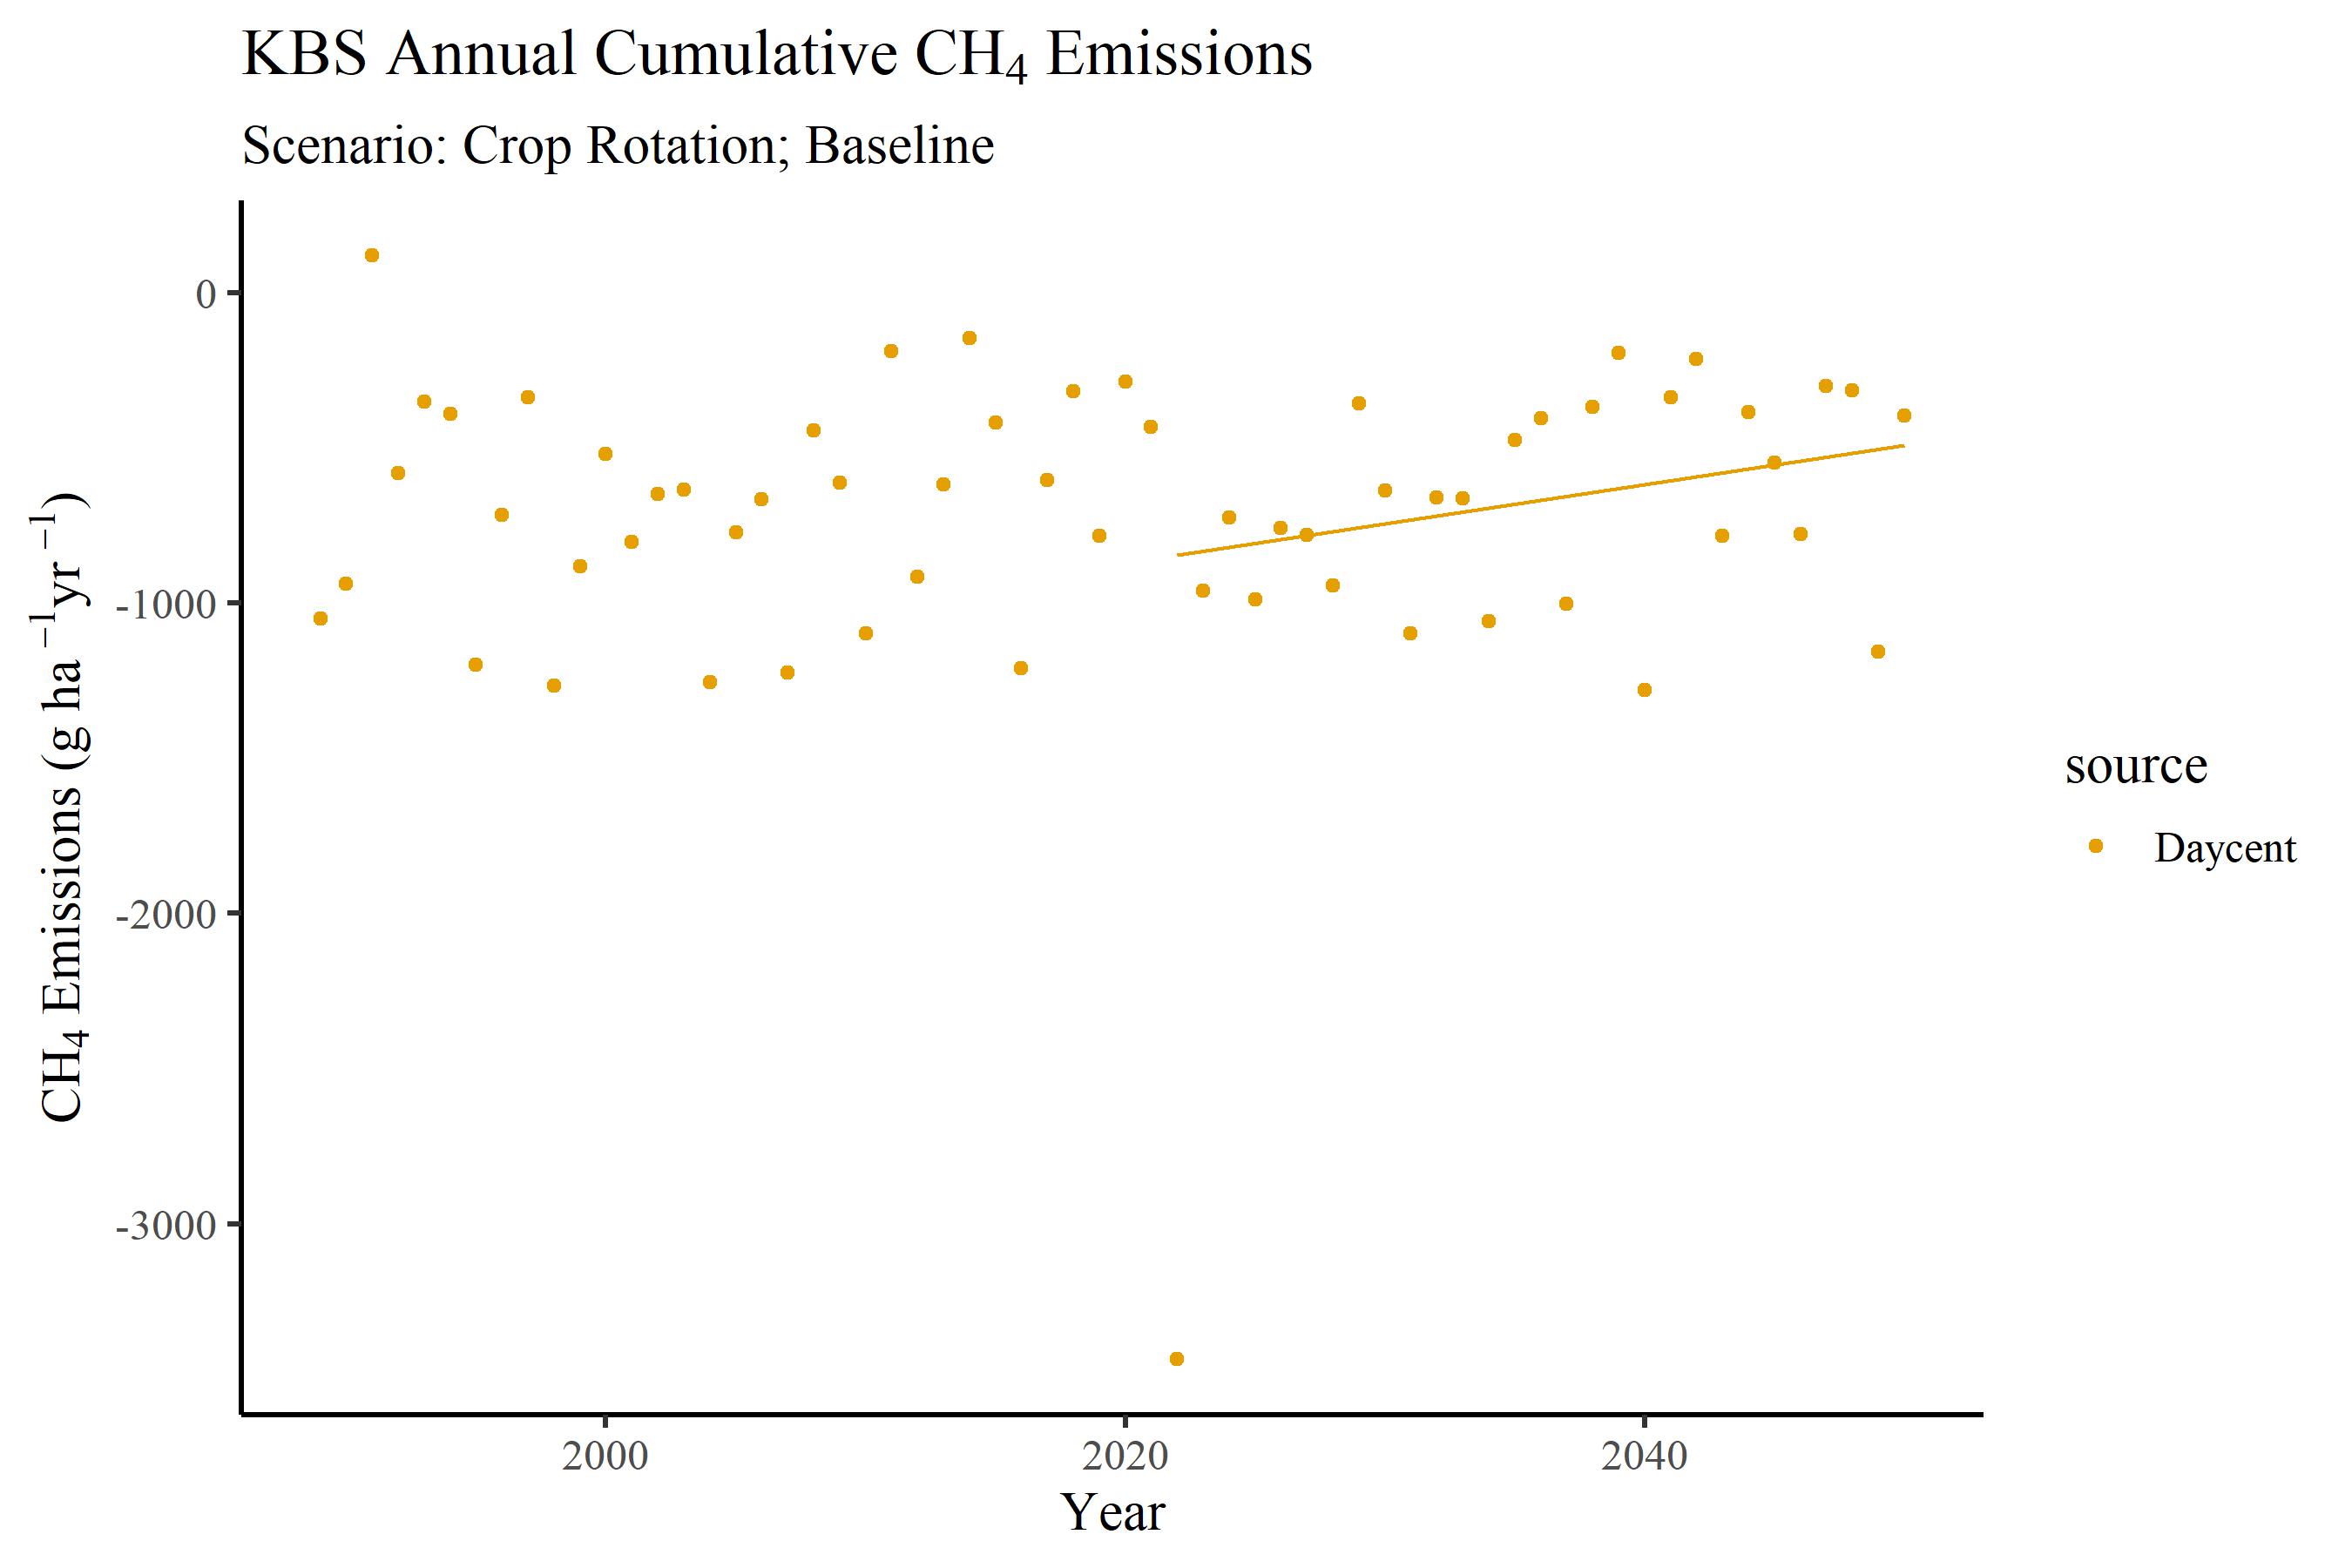 KBS Annual Cumulative CH₄ Emissions
Scenario: Crop Rotation; Baseline
CH₄ Emissions (g ha ⁻¹yr ⁻¹)
0
-1000
-2000
-3000
2000
2020
2040
Year
source
Daycent